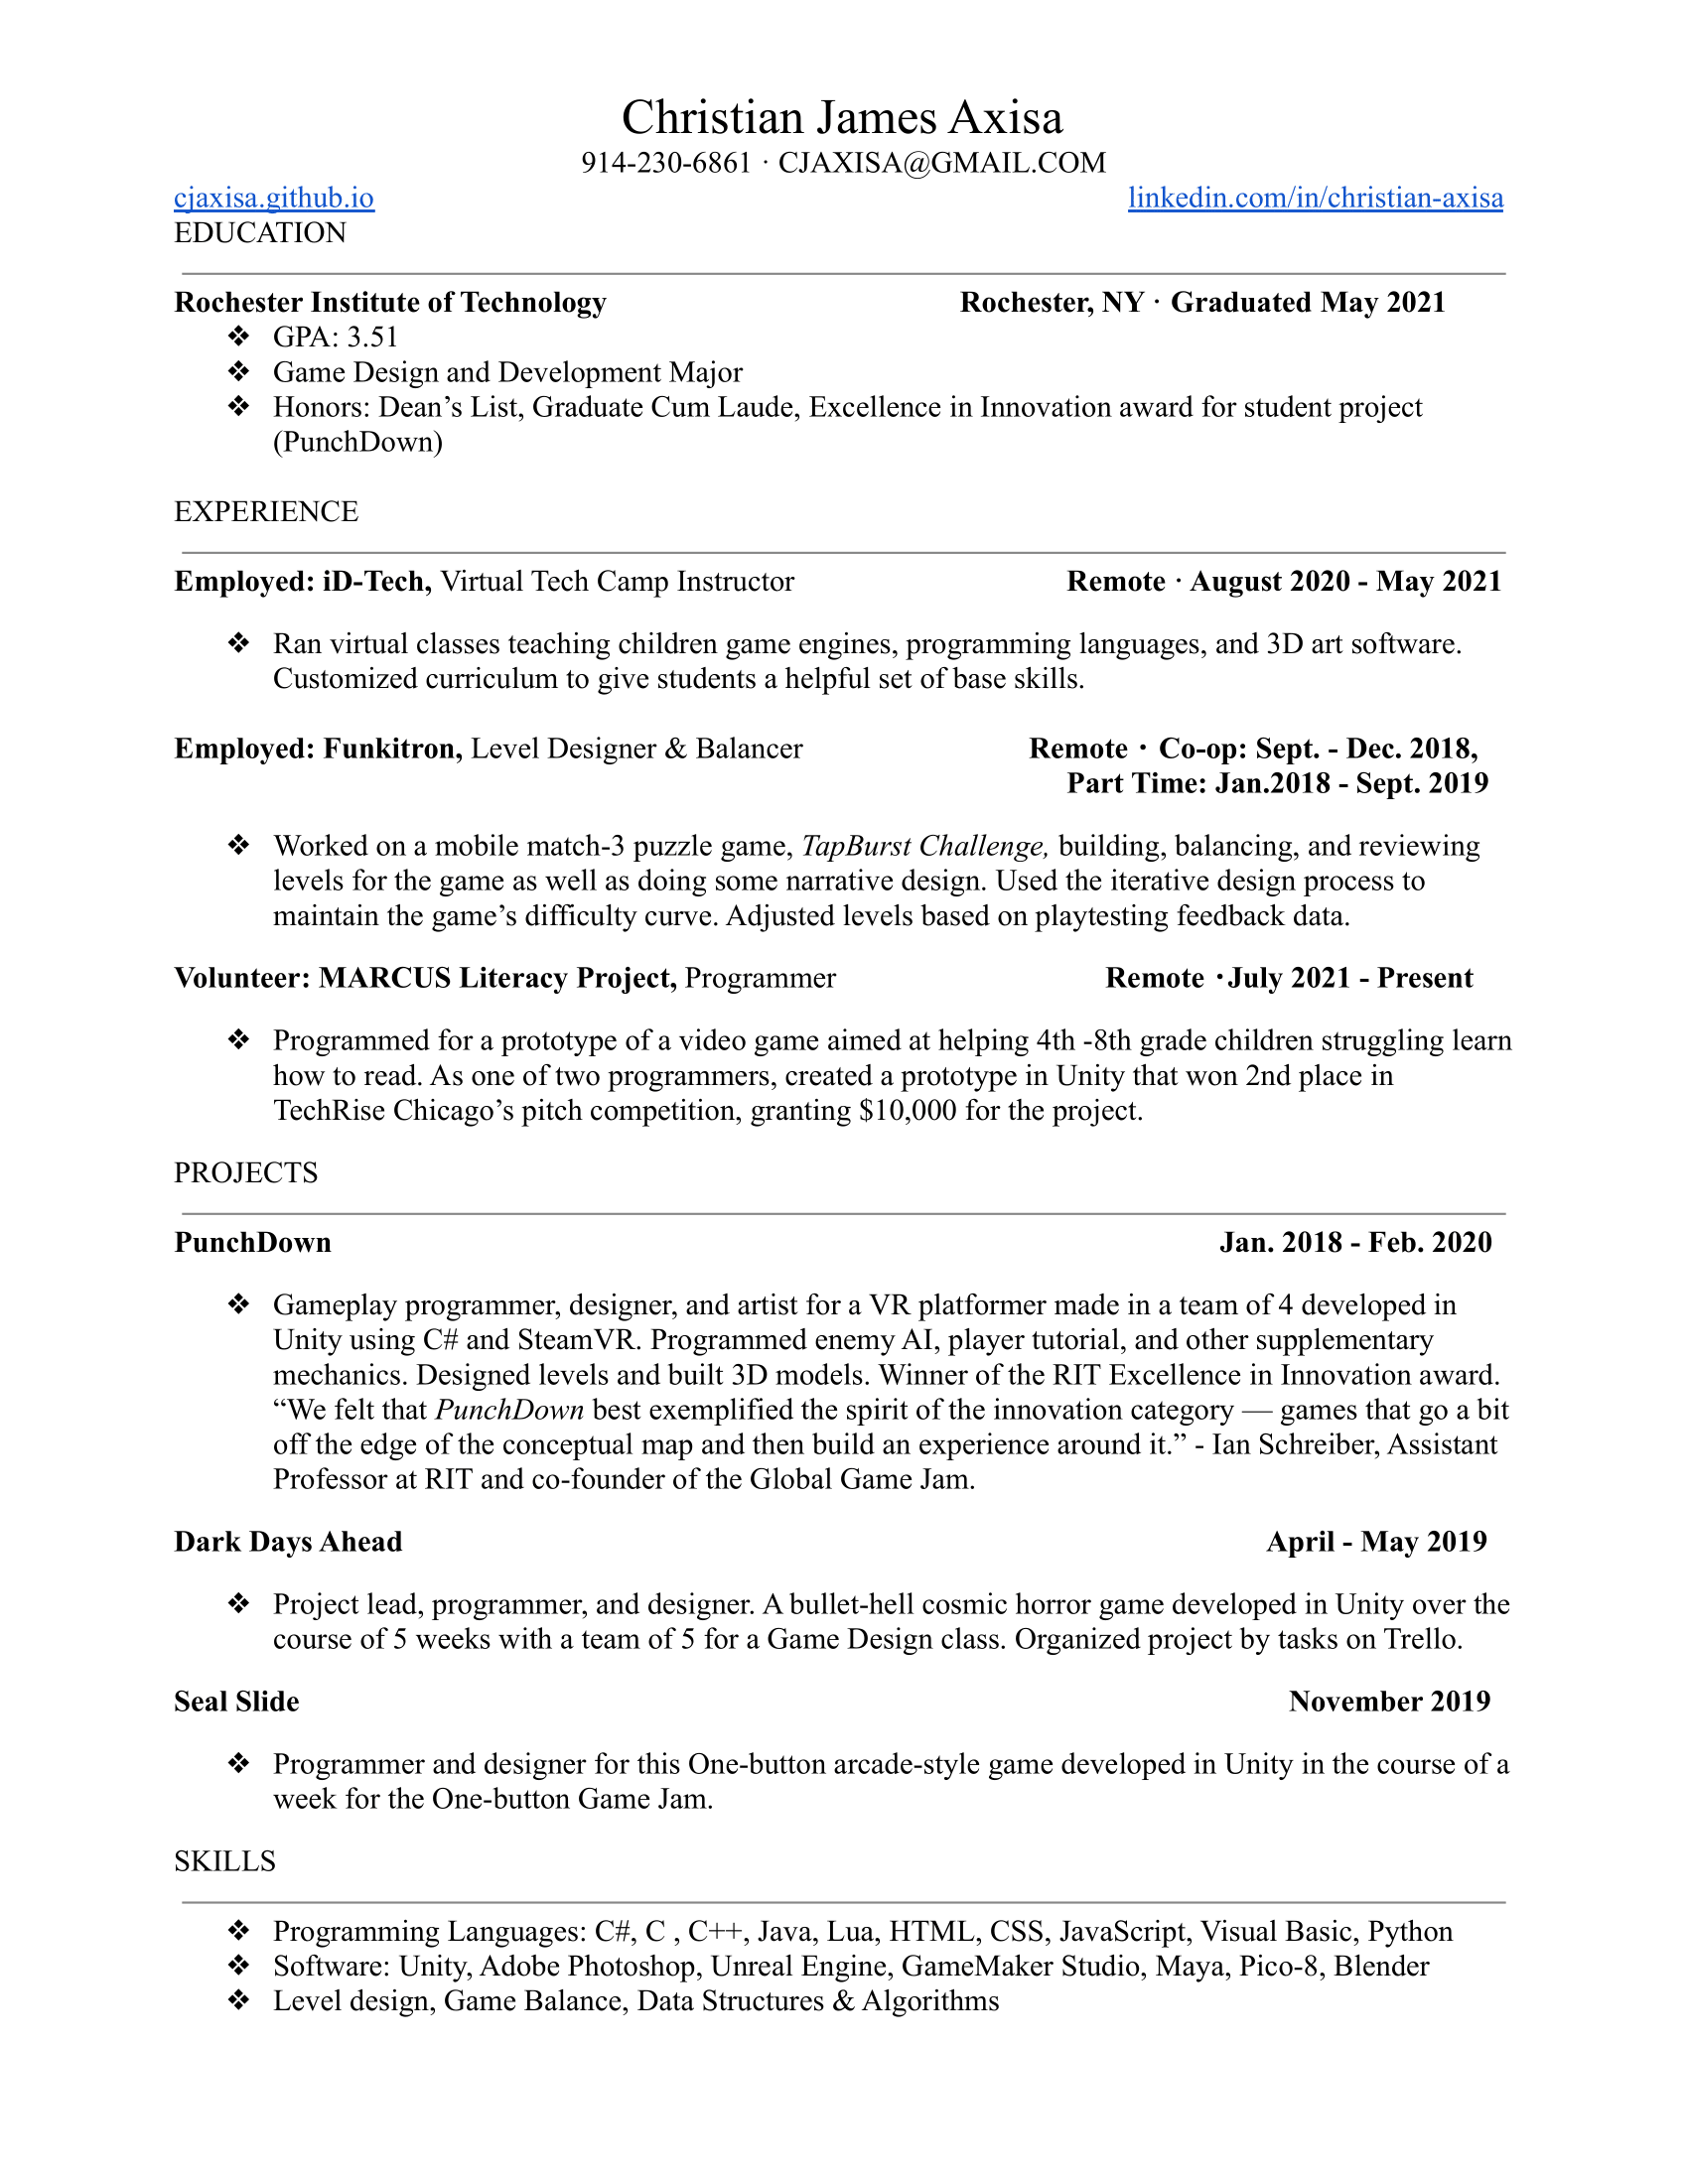 Christian James Axisa
914-230-6861 · CJAXISA@GMAIL.COM
cjaxisa.github.io linkedin.com/in/christian-axisa
EDUCATION
Rochester Institute of Technology Rochester, NY · Graduated May 2021
❖ GPA: 3.51
❖ Game Design and Development Major
❖ Honors: Dean’s List, Graduate Cum Laude, Excellence in Innovation award for student project
(PunchDown)
EXPERIENCE
Employed: iD-Tech, Virtual Tech Camp Instructor Remote · August 2020 - May 2021
❖ Ran virtual classes teaching children game engines, programming languages, and 3D art software.
Customized curriculum to give students a helpful set of base skills.
Employed: Funkitron, Level Designer & Balancer Remote · Co-op: Sept. - Dec. 2018,
Part Time: Jan.2018 - Sept. 2019
❖ Worked on a mobile match-3 puzzle game, TapBurst Challenge, building, balancing, and reviewing
levels for the game as well as doing some narrative design. Used the iterative design process to
maintain the game’s difficulty curve. Adjusted levels based on playtesting feedback data.
Volunteer: MARCUS Literacy Project, Programmer Remote ·July 2021 - Present
❖ Programmed for a prototype of a video game aimed at helping 4th -8th grade children struggling learn
how to read. As one of two programmers, created a prototype in Unity that won 2nd place in
TechRise Chicago’s pitch competition, granting $10,000 for the project.
PROJECTS
PunchDown Jan. 2018 - Feb. 2020
❖ Gameplay programmer, designer, and artist for a VR platformer made in a team of 4 developed in
Unity using C# and SteamVR. Programmed enemy AI, player tutorial, and other supplementary
mechanics. Designed levels and built 3D models. Winner of the RIT Excellence in Innovation award.
“We felt that PunchDown best exemplified the spirit of the innovation category — games that go a bit
off the edge of the conceptual map and then build an experience around it.” - Ian Schreiber, Assistant
Professor at RIT and co-founder of the Global Game Jam.
Dark Days Ahead April - May 2019
❖ Project lead, programmer, and designer. A bullet-hell cosmic horror game developed in Unity over the
course of 5 weeks with a team of 5 for a Game Design class. Organized project by tasks on Trello.
Seal Slide November 2019
❖ Programmer and designer for this One-button arcade-style game developed in Unity in the course of a
week for the One-button Game Jam.
SKILLS
❖ Programming Languages: C#, C , C++, Java, Lua, HTML, CSS, JavaScript, Visual Basic, Python
❖ Software: Unity, Adobe Photoshop, Unreal Engine, GameMaker Studio, Maya, Pico-8, Blender
❖ Level design, Game Balance, Data Structures & Algorithms